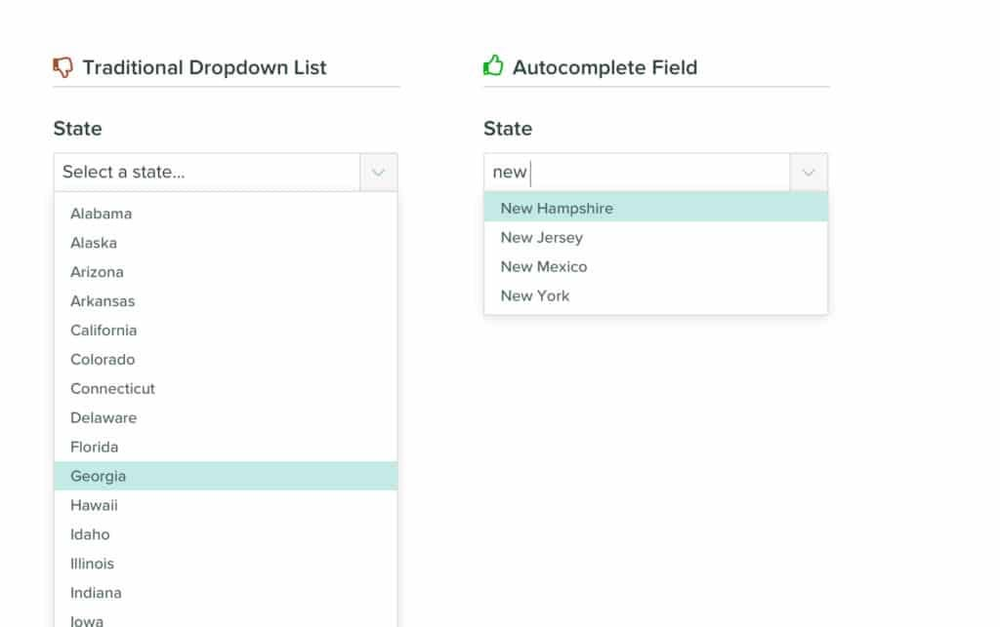 Traditional Dropdown List
State
Select a state...
Alabama
Alaska
Arizona
Arkansas
California
Colorado
Connecticut
Delaware
Florida
Georgia
Hawaii
Idaho
Illinois
Indiana
Iowa
Autocomplete Field
State
new
New Hampshire
New Jersey
New Mexico
New York